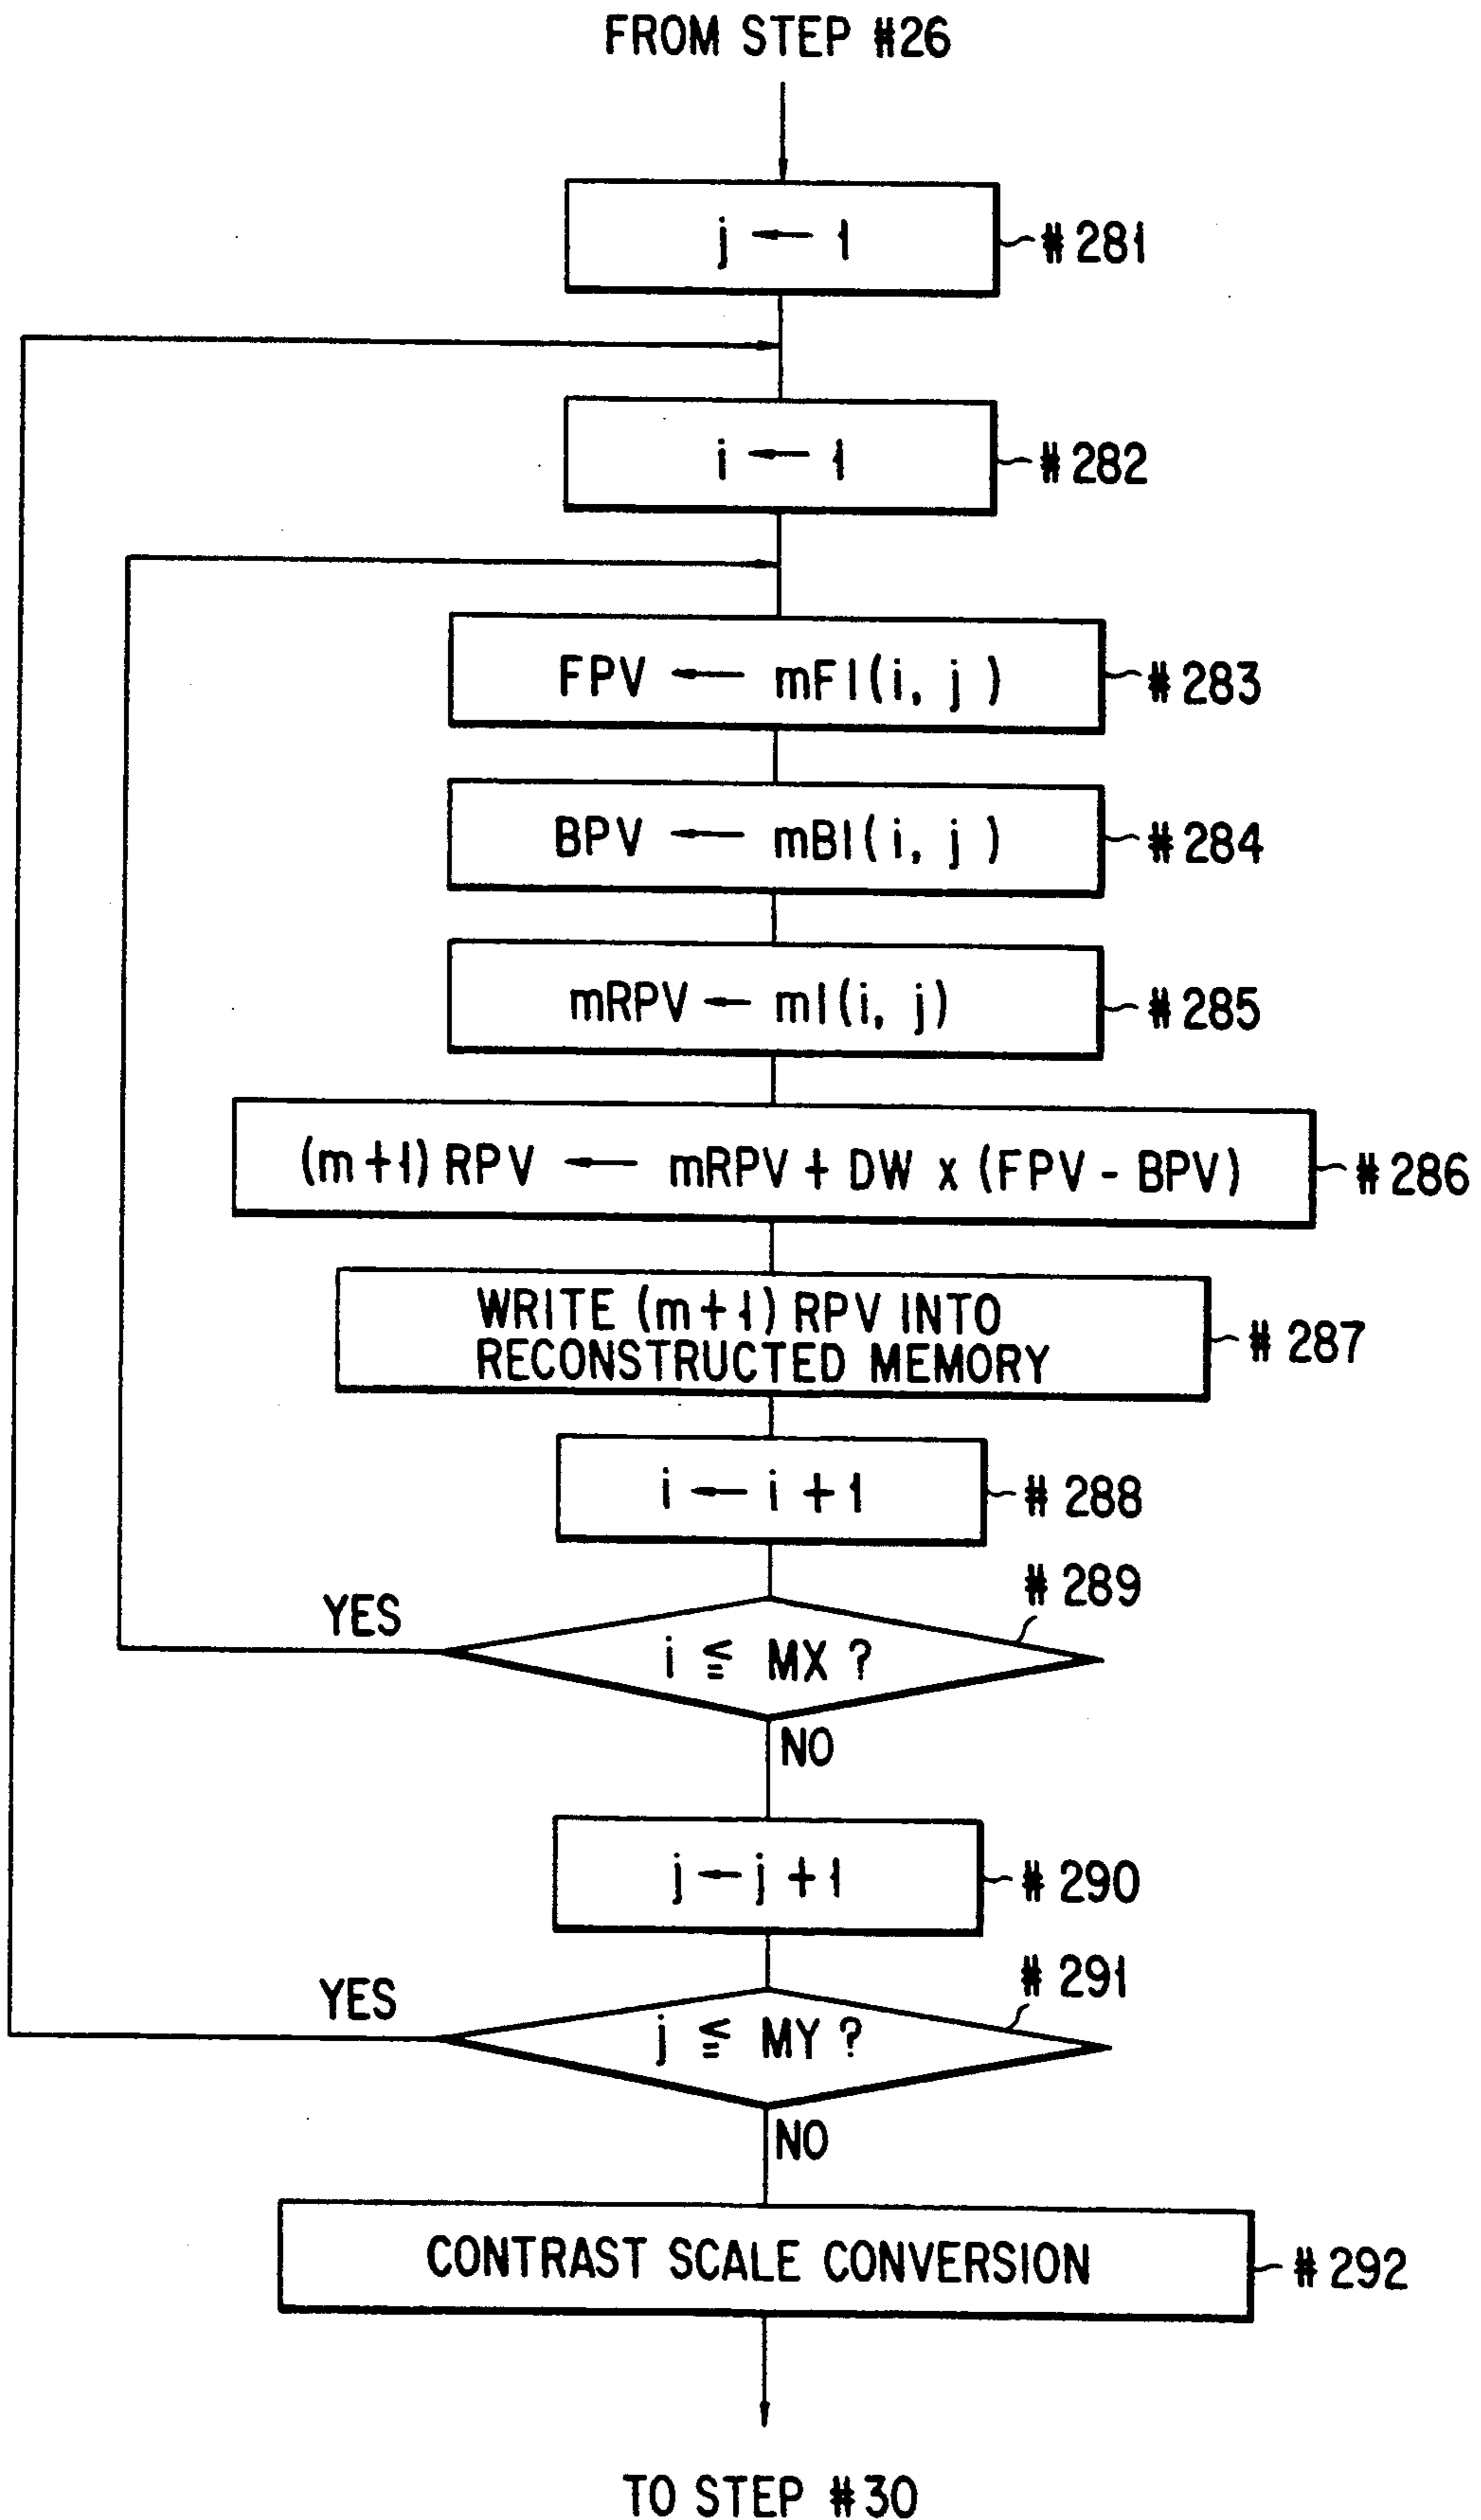 FROM STEP #26
j ← 1
#281
i ← 1
#282
FPV ← mFI(i, j)
#283
BPV ← mBI(i, j)
#284
mRPV ← mI(i, j)
#285
(m+1) RPV ← mRPV + DW x (FPV - BPV)
#286
WRITE (m+1) RPV INTO
RECONSTRUCTED MEMORY
#287
i ← i + 1
#288
#289
YES
i ≦ MX ?
NO
j ← j + 1
#290
#291
YES
j ≦ MY ?
NO
CONTRAST SCALE CONVERSION
#292
TO STEP #30